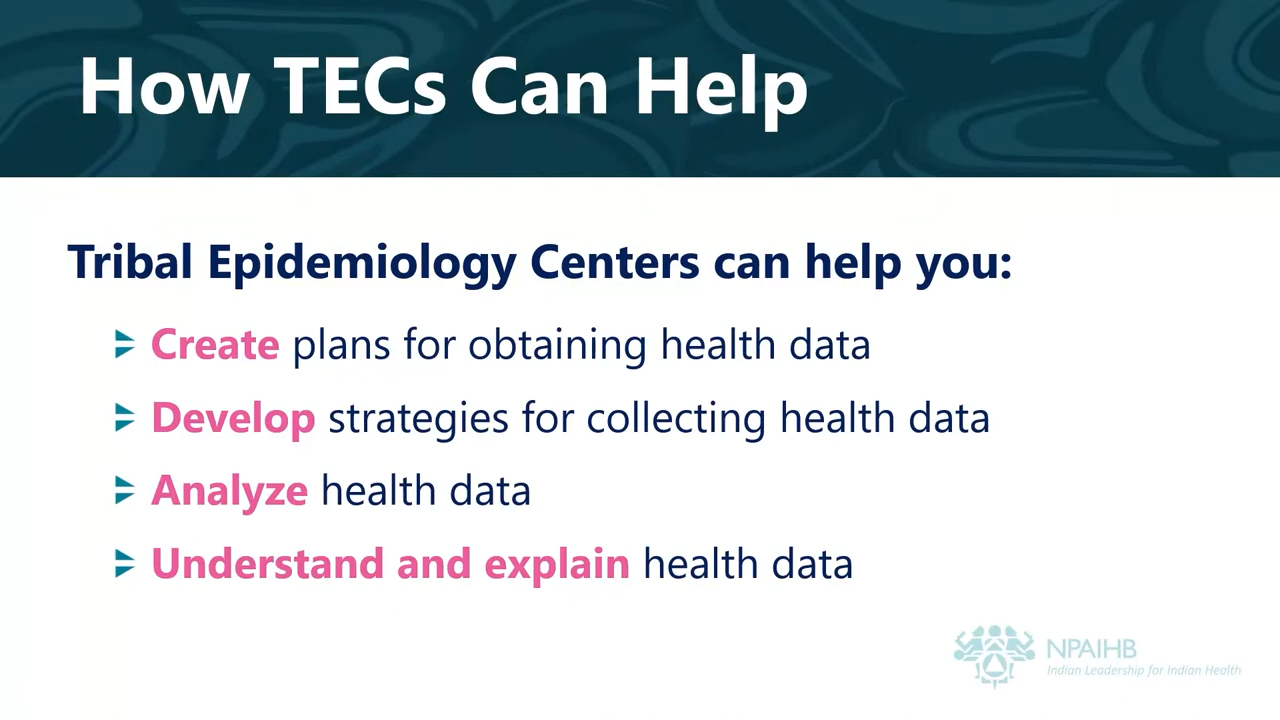 How TECs Can Help
Tribal Epidemiology Centers can help you:
Create plans for obtaining health data
Develop strategies for collecting health data
Analyze health data
Understand and explain health data
NPAIHB
Indian Leadership for Indian Health